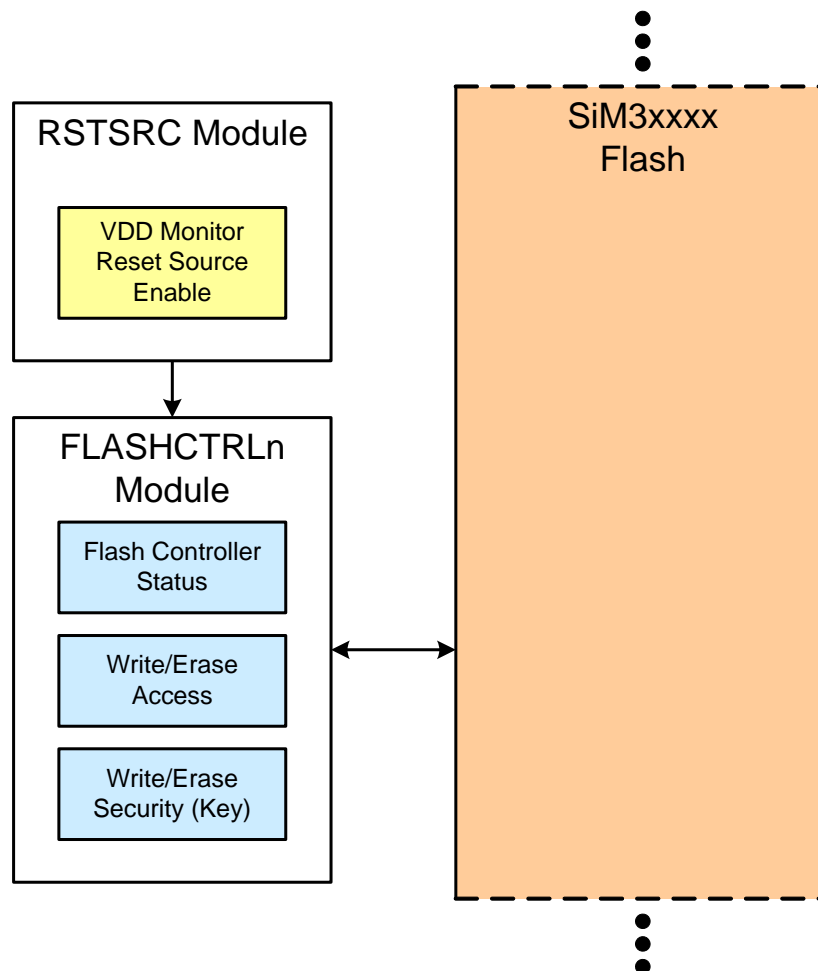 RSTSRC Module
VDD Monitor
Reset Source
Enable
FLASHCTRLn
Module
Flash Controller
Status
Write/Erase
Access
Write/Erase
Security (Key)
SiM3xxxx
Flash